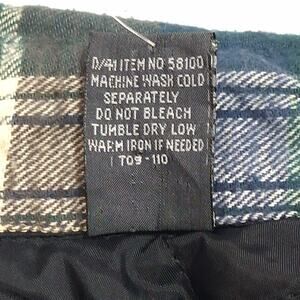 D/41 ITEM NO 58100
MACHINE WASH COLD
SEPARATELY
DO NOT BLEACH
TUMBLE DRY LOW
WARM IRON IF NEEDED
T09-110